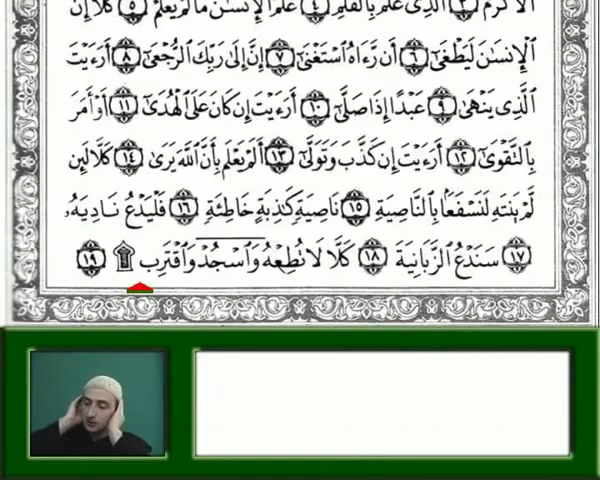 ٱلْأَكْرَمُ ٣ ٱلَّذِى عَلَّمَ بِٱلْقَلَمِ ٤ عَلَّمَ ٱلْإِنسَٰنَ مَا لَمْ يَعْلَمْ ٥ كَلَّآ إِنَّ
ٱلْإِنسَٰنَ لَيَطْغَىٰٓ ٦ أَن رَّءَاهُ ٱسْتَغْنَىٰٓ ٧ إِنَّ إِلَىٰ رَبِّكَ ٱلرُّجْعَىٰٓ ٨ أَرَءَيْتَ
ٱلَّذِى يَنْهَىٰ ٩ عَبْدًا إِذَا صَلَّىٰٓ ١٠ أَرَءَيْتَ إِن كَانَ عَلَى ٱلْهُدَىٰٓ ١١ أَوْ أَمَرَ
بِٱلتَّقْوَىٰٓ ١٢ أَرَءَيْتَ إِن كَذَّبَ وَتَوَلَّىٰٓ ١٣ أَلَمْ يَعْلَم بِأَنَّ ٱللَّهَ يَرَىٰ ١٤ كَلَّا لَئِن
لَّمْ يَنتَهِ لَنَسْفَعًۢا بِٱلنَّاصِيَةِ ١٥ نَاصِيَةٍ كَٰذِبَةٍ خَاطِئَةٍ ١٦ فَلْيَدْعُ نَادِيَهُۥ
١٧ سَنَدْعُ ٱلزَّبَانِيَةَ ١٨ كَلَّا لَا تُطِعْهُ وَٱسْجُدْ وَٱقْتَرِب ۩ ١٩